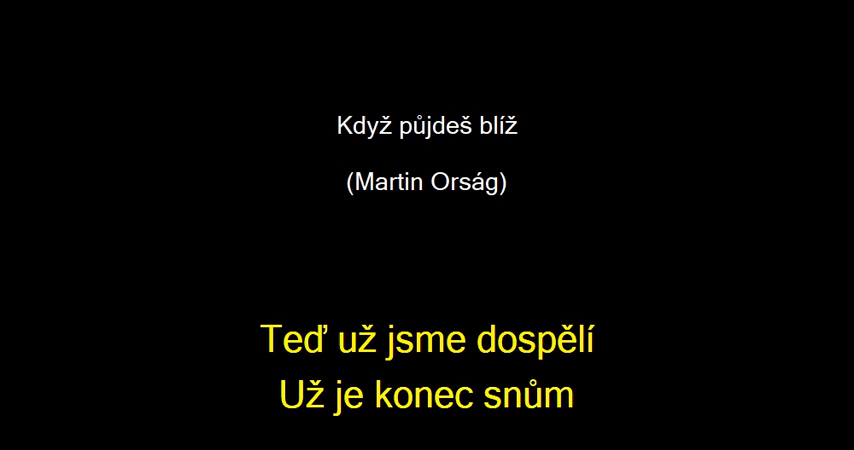 Když půjdeš blíž
(Martin Orság)
Teď už jsme dospělí
Už je konec snům